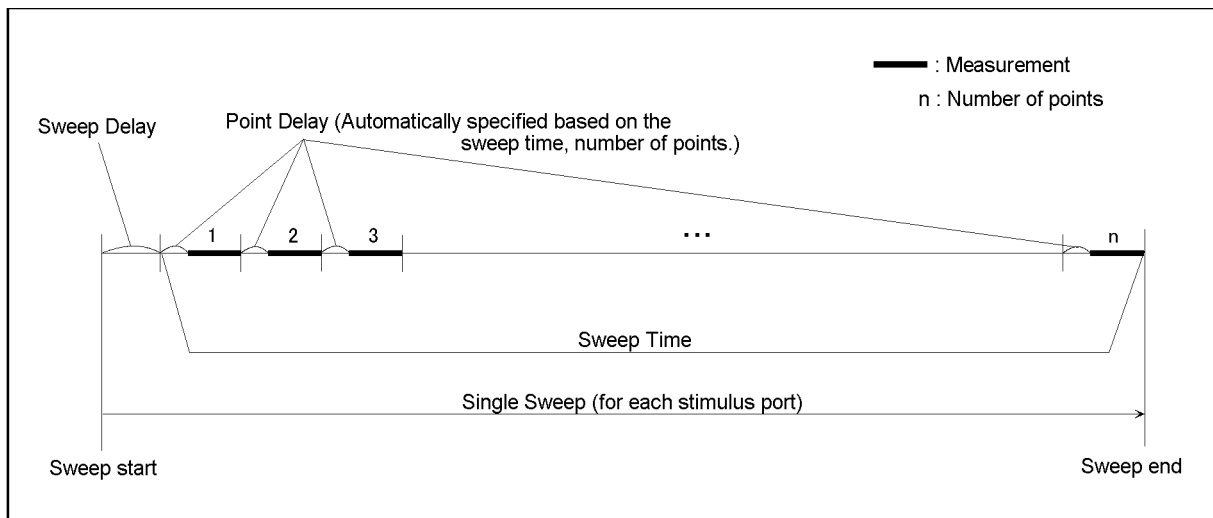 : Measurement
n : Number of points
Sweep Delay
Point Delay (Automatically specified based on the
sweep time, number of points.)
1 2 3 ... n
Sweep Time
Single Sweep (for each stimulus port)
Sweep start
Sweep end